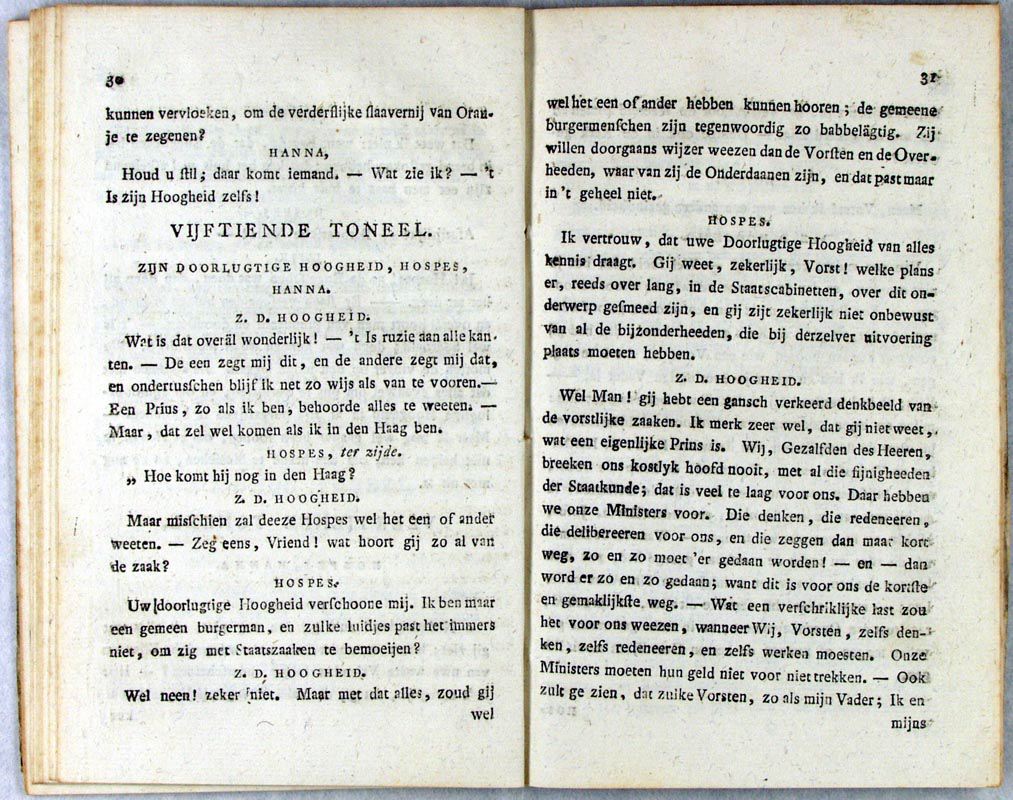 30
kunnen vervloeken, om de verderflijke slaavernij van Oran-
je te zegenen?
HANNA,
Houd u stil; daar komt iemand. — Wat zie ik? — 't
Is zijn Hoogheid zelfs!
VIJFTIENDE TONEEL.
ZIJN DOORLUGTIGE HOOGHEID, HOSPES,
HANNA.
Z. D. HOOGHEID.
Wat is dat overäl wonderlijk! — 't Is ruzie aan alle kan-
ten. — De een zegt mij dit, en de andere zegt mij dat,
en ondertusschen blijf ik net zo wijs als van te vooren.—
Een Prins, zo als ik ben, behoorde alles te weeten. —
Maar, dat zel wel komen als ik in den Haag ben.
HOSPES, ter zijde.
„ Hoe komt hij nog in den Haag?
Z. D. HOOGHEID.
Maar misschien zal deeze Hospes wel het een of ander
weeten. — Zeg eens, Vriend! wat hoort gij zo al van
de zaak?
HOSPES.
Uw doorlugtige Hoogheid verschoone mij. Ik ben maar
een gemeen burgerman, en zulke luidjes past het immers
niet, om zig met Staatszaaken te bemoeijen?
Z. D. HOOGHEID.
Wel neen! zeker niet. Maar met dat alles, zoud gij
wel
31
wel het een of ander hebben kunnen hooren; de gemeene
burgermenschen zijn tegenwoordig zo babbelägtig. Zij
willen doorgaans wijzer weezen dan de Vorsten en de Over-
heeden, waar van zij de Onderdaanen zijn, en dat past maar
in 't geheel niet.
HOSPES.
Ik vertrouw, dat uwe Doorlugtige Hoogheid van alles
kennis draagt. Gij weet, zekerlijk, Vorst! welke plans
er, reeds over lang, in de Staatscabinetten, over dit on-
derwerp gesmeed zijn, en gij zijt zekerlijk niet onbewust
van al de bijzonderheeden, die bij derzelver uitvoering
plaats moeten hebben.
Z. D. HOOGHEID.
Wel Man! gij hebt een gansch verkeerd denkbeeld van
de vorstlijke zaaken. Ik merk zeer wel, dat gij niet weet,
wat een eigenlijke Prins is. Wij, Gezalfden des Heeren,
breeken ons kostlyk hoofd nooit, met al die fijnigheeden
der Staatkunde; dat is veel te laag voor ons. Daar hebben
we onze Ministers voor. Die denken, die redeneeren,
die delibereeren voor ons, en die zeggen dan maar kort
weg, zo en zo moet 'er gedaan worden! — en — dan
word er zo en zo gedaan; want dit is voor ons de korste
en gemaklijkste weg. — Wat een verschriklijke last zou
het voor ons weezen, wanneer Wij, Vorsten, zelfs den-
ken, zelfs redeneeren, en zelfs werken moesten. Onze
Ministers moeten hun geld niet voor niet trekken. — Ook
zult ge zien, dat zulke Vorsten, zo als mijn Vader; Ik en
mijns